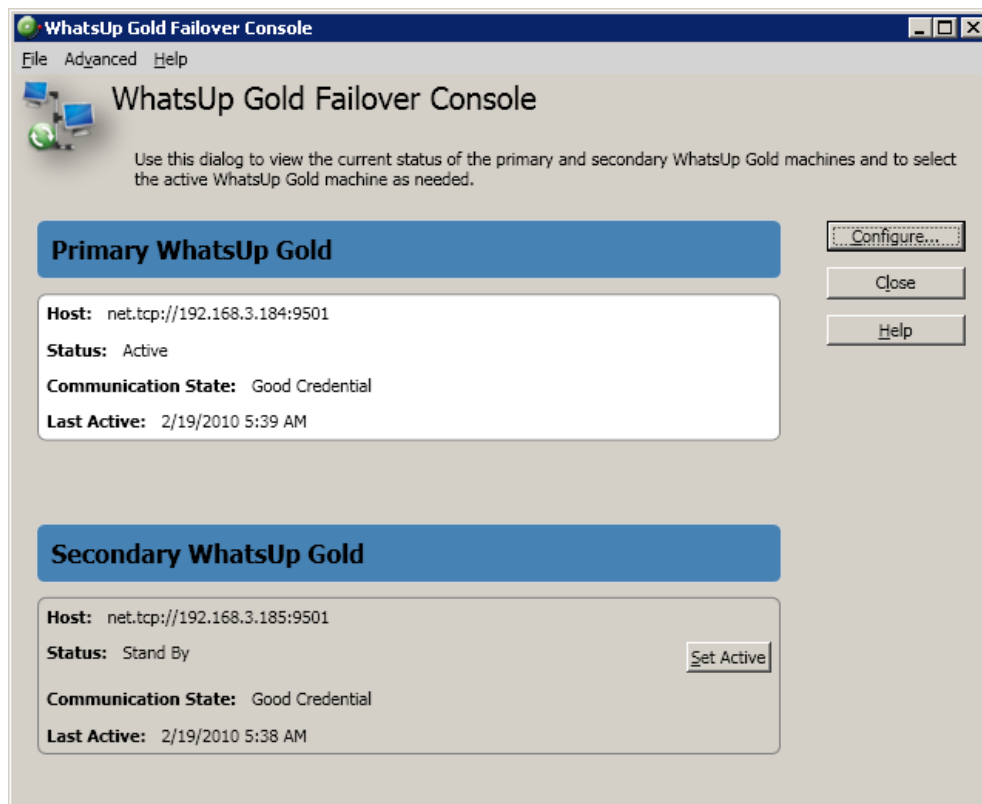 WhatsUp Gold Failover Console
File Advanced Help
WhatsUp Gold Failover Console
Use this dialog to view the current status of the primary and secondary WhatsUp Gold machines and to select
the active WhatsUp Gold machine as needed.
Primary WhatsUp Gold
Configure...
Close
Help
Host: net.tcp://192.168.3.184:9501
Status: Active
Communication State: Good Credential
Last Active: 2/19/2010 5:39 AM
Secondary WhatsUp Gold
Host: net.tcp://192.168.3.185:9501
Status: Stand By
Set Active
Communication State: Good Credential
Last Active: 2/19/2010 5:38 AM